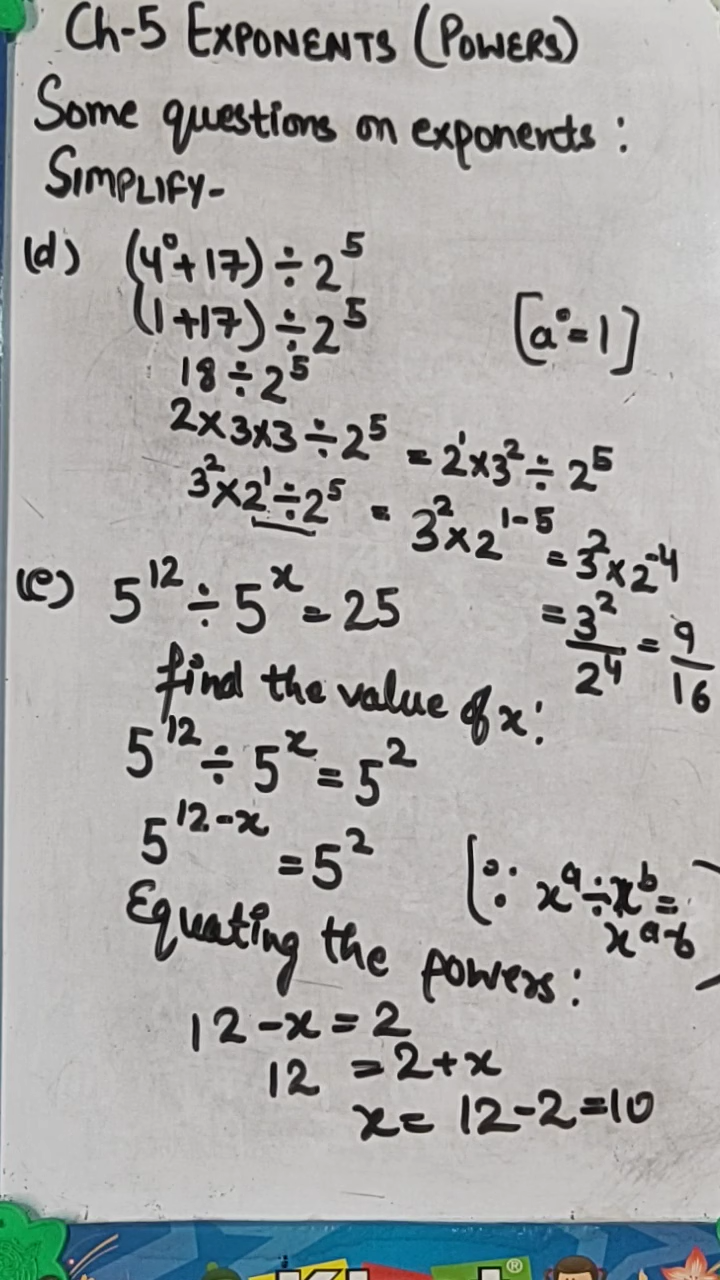 Ch-5 EXPONENTS (POWERS)
Some questions on exponents :
SIMPLIFY-
(d) (4⁰+17) ÷ 2⁵
(1+17) ÷ 2⁵ [a⁰=1]
18 ÷ 2⁵
2×3×3 ÷ 2⁵ = 2¹×3² ÷ 2⁵
3²×2¹÷2⁵ = 3²×2¹⁻⁵ = 3²×2⁻⁴
= 3²/2⁴ = 9/16
(e) 5¹² ÷ 5ˣ = 25
find the value of x:
5¹² ÷ 5ˣ = 5²
5¹²⁻ˣ = 5² [∵ xᵃ÷xᵇ =
xᵃ⁻ᵇ]
Equating the powers :
12-x = 2
12 = 2+x
x = 12-2 = 10